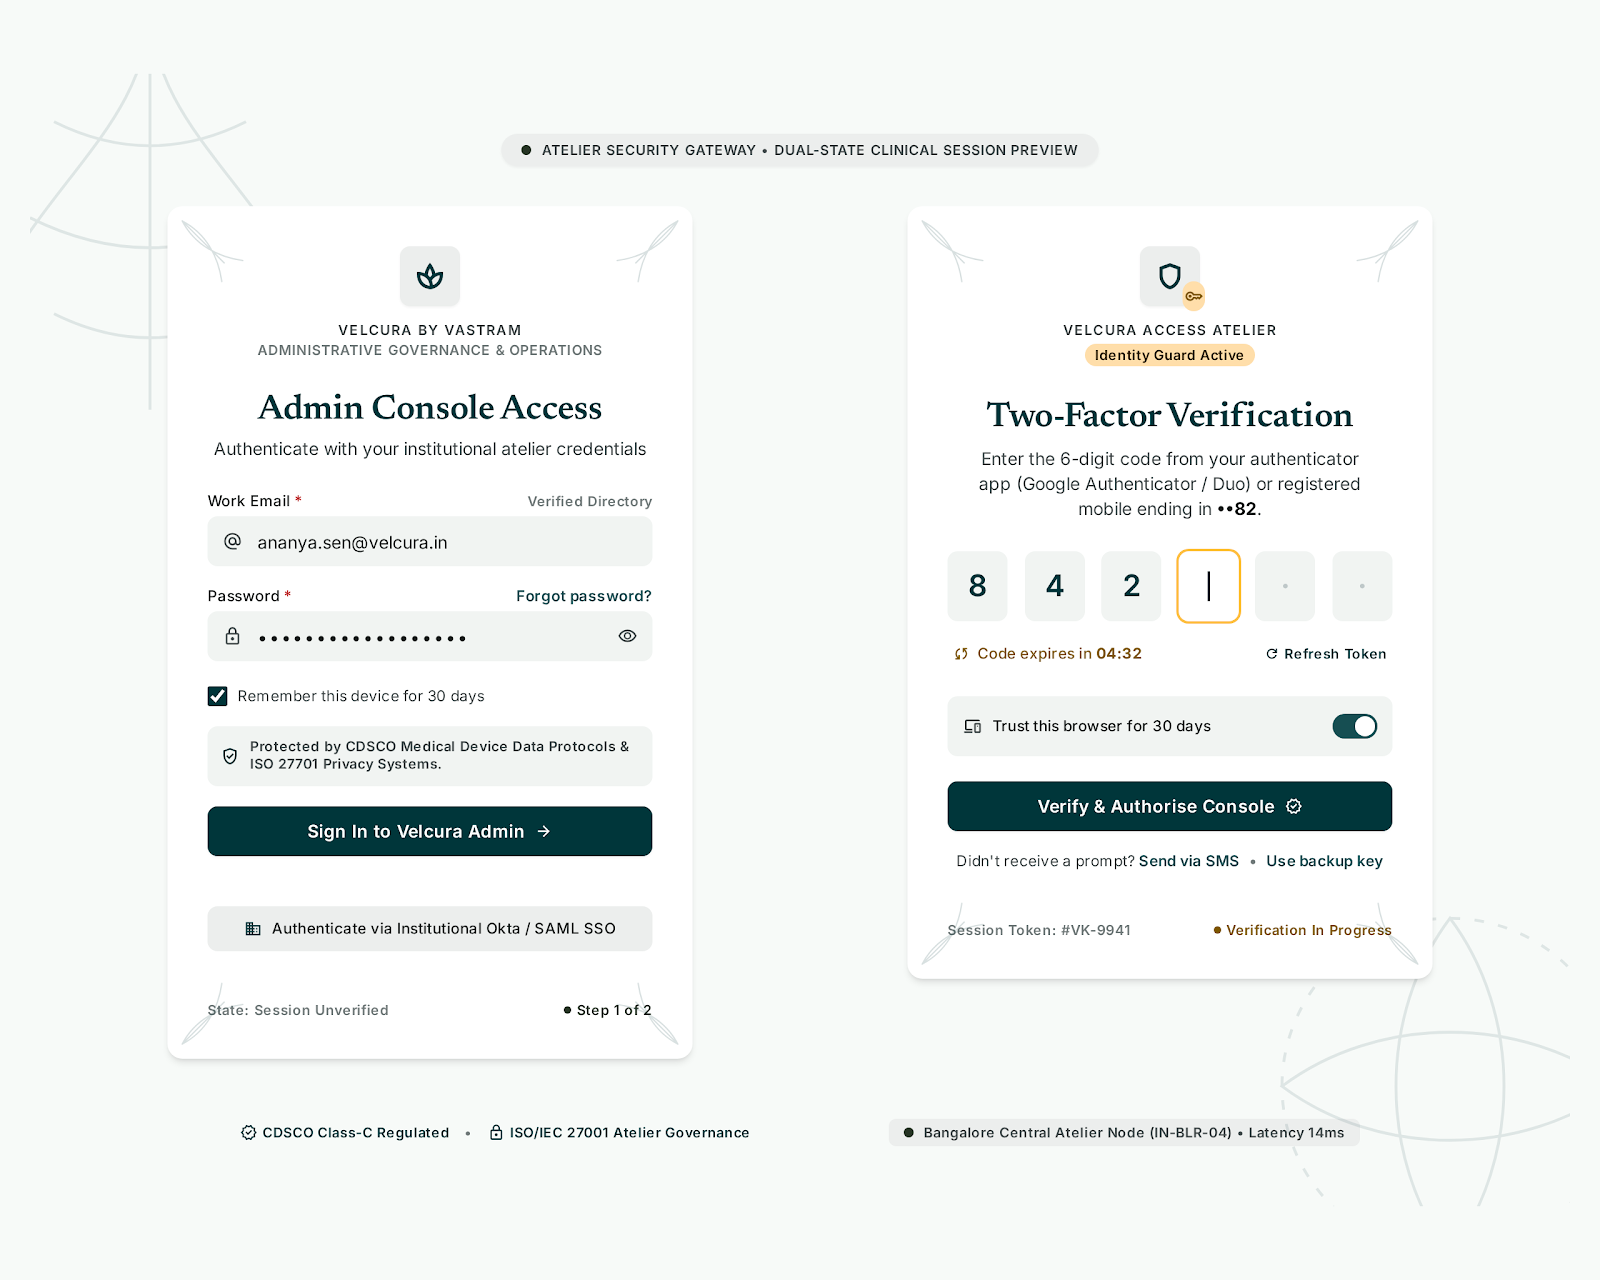 ATELIER SECURITY GATEWAY • DUAL-STATE CLINICAL SESSION PREVIEW
VELCURA BY VASTRAM
ADMINISTRATIVE GOVERNANCE & OPERATIONS
Admin Console Access
Authenticate with your institutional atelier credentials
Work Email *
Verified Directory
ananya.sen@velcura.in
Password *
Forgot password?
••••••••••••••••••
Remember this device for 30 days
Protected by CDSCO Medical Device Data Protocols &
ISO 27701 Privacy Systems.
Sign In to Velcura Admin
Authenticate via Institutional Okta / SAML SSO
State: Session Unverified
Step 1 of 2
VELCURA ACCESS ATELIER
Identity Guard Active
Two-Factor Verification
Enter the 6-digit code from your authenticator
app (Google Authenticator / Duo) or registered
mobile ending in ••82.
8 4 2
Code expires in 04:32
Refresh Token
Trust this browser for 30 days
Verify & Authorise Console
Didn't receive a prompt? Send via SMS • Use backup key
Session Token: #VK-9941
Verification In Progress
CDSCO Class-C Regulated • ISO/IEC 27001 Atelier Governance
Bangalore Central Atelier Node (IN-BLR-04) • Latency 14ms